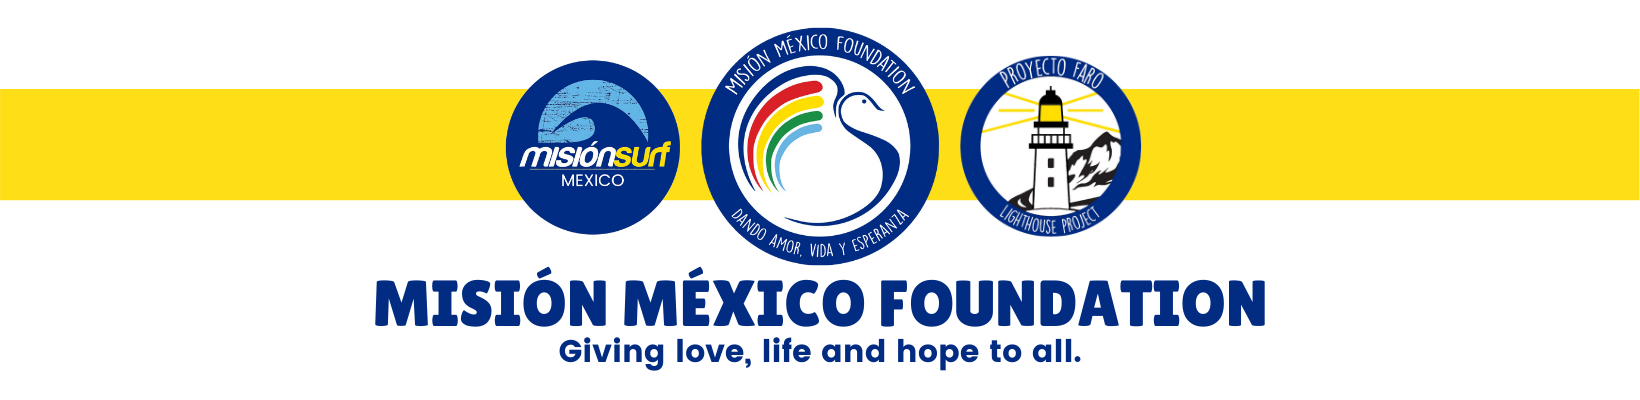 misiónsurf
MEXICO
MISIÓN MÉXICO FOUNDATION
DANDO AMOR, VIDA Y ESPERANZA
PROYECTO FARO
LIGHTHOUSE PROJECT
MISIÓN MÉXICO FOUNDATION
Giving love, life and hope to all.